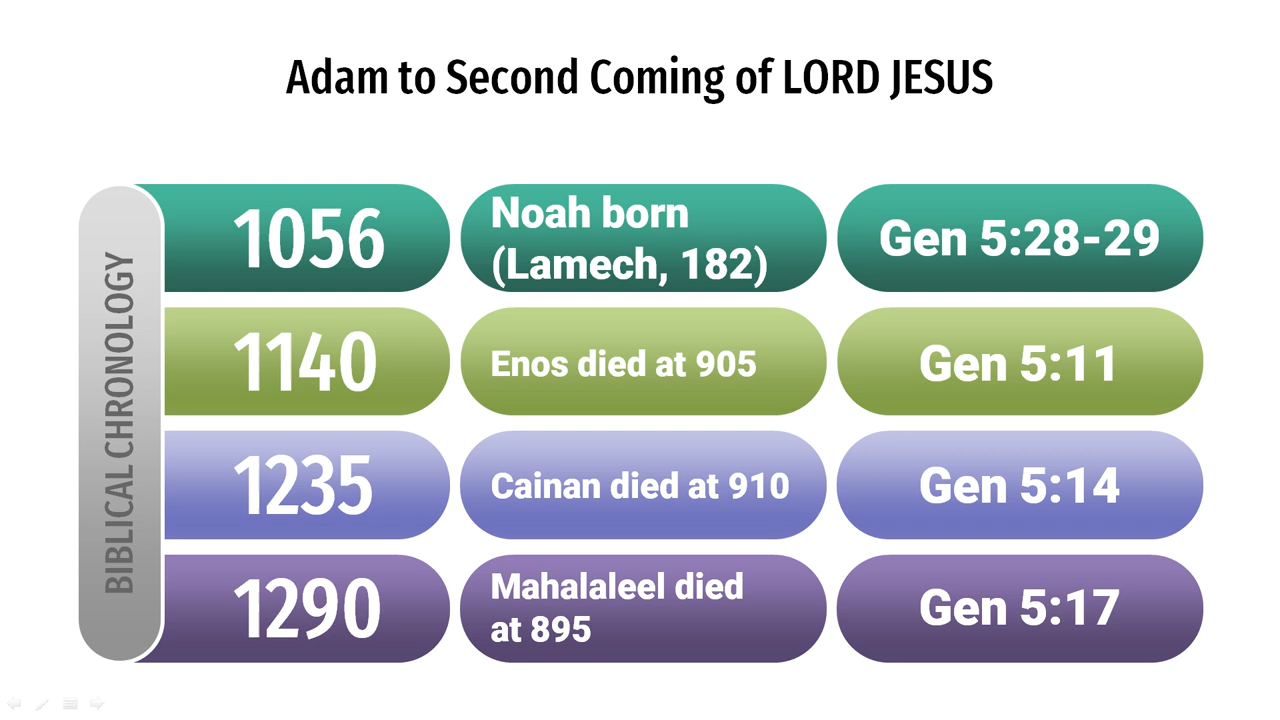 Adam to Second Coming of LORD JESUS
BIBLICAL CHRONOLOGY
1056
Noah born
(Lamech, 182)
Gen 5:28-29
1140
Enos died at 905
Gen 5:11
1235
Cainan died at 910
Gen 5:14
1290
Mahalaleel died
at 895
Gen 5:17